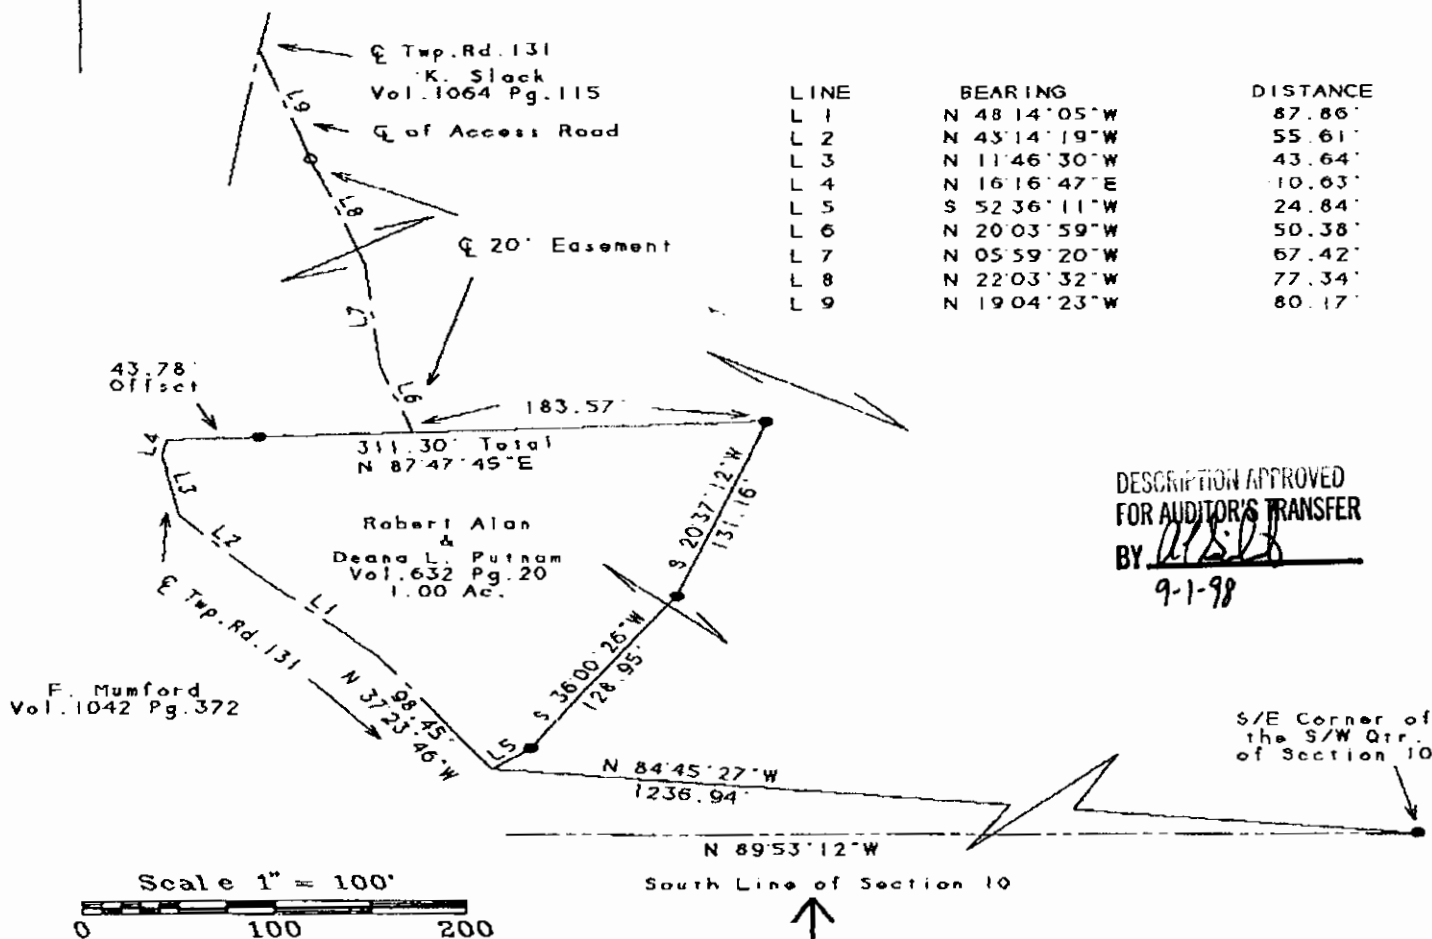 ℄ Twp.Rd.131
K. Slack
Vol.1064 Pg.115
L9
℄ of Access Road
L8
℄ 20' Easement
L7
L6
LINE BEARING DISTANCE
L 1 N 48°14'05"W 87.86'
L 2 N 43°14'19"W 55.61'
L 3 N 11°46'30"W 43.64'
L 4 N 16°16'47"E 10.63'
L 5 S 52°36'11"W 24.84'
L 6 N 20°03'59"W 50.38'
L 7 N 05°59'20"W 67.42'
L 8 N 22°03'32"W 77.34'
L 9 N 19°04'23"W 80.17'
43.78'
Offset
183.57'
311.30' Total
N 87°47'45"E
L4
L3
L2
L1
Robert Alan
&
Deana L. Putnam
Vol.632 Pg.20
1.00 Ac.
S 20°37'12"W
131.16'
S 36°00'26"W
128.95'
L5
℄ Twp.Rd.131
98.45'
N 37°23'46"W
F. Mumford
Vol.1042 Pg.372
DESCRIPTION APPROVED
FOR AUDITOR'S TRANSFER
BY
9-1-98
N 84°45'27"W
1236.94'
S/E Corner of
the S/W Qtr.
of Section 10
N 89°53'12"W
South Line of Section 10
Scale 1" = 100'
0 100 200